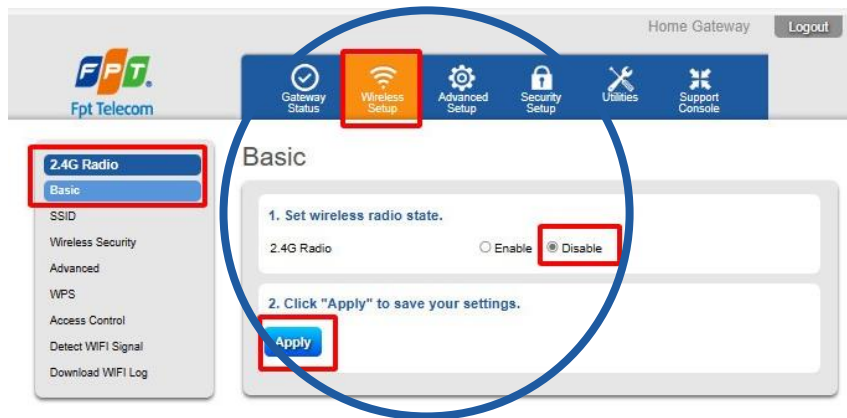 Home Gateway
Logout
FPT.
Fpt Telecom
Gateway
Status
Wireless
Setup
Advanced
Setup
Security
Setup
Utilities
Support
Console
2.4G Radio
Basic
SSID
Wireless Security
Advanced
WPS
Access Control
Detect WIFI Signal
Download WIFI Log
Basic
1. Set wireless radio state.
2.4G Radio Enable Disable
2. Click "Apply" to save your settings.
Apply